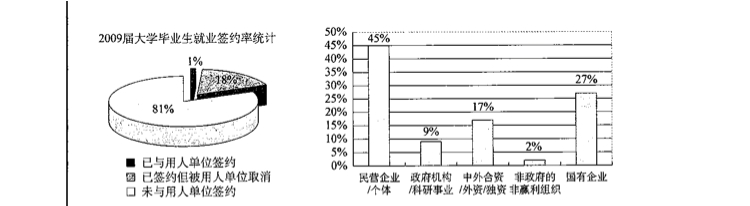 2009届大学毕业生就业签约率统计
1%
18%
81%
■ 已与用人单位签约
已签约但被用人单位取消
□ 未与用人单位签约
50%
45%
40%
35%
30%
25%
20%
15%
10%
5%
0%
45%
9%
17%
2%
27%
民营企业
/个体
政府机构
/科研事业
中外合资
/外资/独资
非政府的
非赢利组织
国有企业